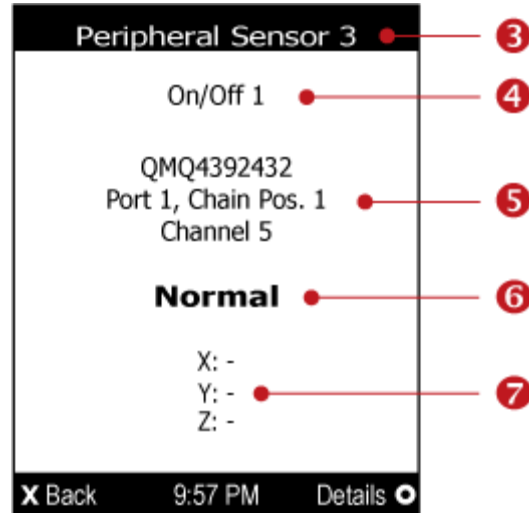 Peripheral Sensor 3
3
On/Off 1
4
QMQ4392432
Port 1, Chain Pos. 1
5
Channel 5
Normal
6
X: -
Y: -
7
Z: -
X Back 9:57 PM Details O